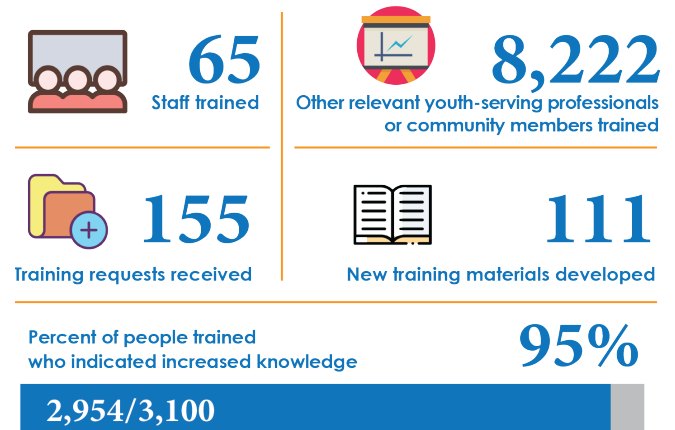 65
Staff trained
8,222
Other relevant youth-serving professionals
or community members trained
155
Training requests received
111
New training materials developed
Percent of people trained
who indicated increased knowledge
95%
2,954/3,100